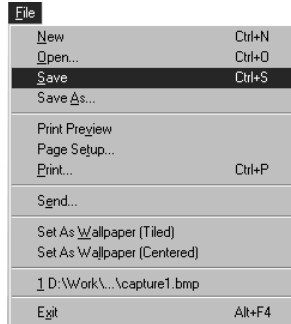 File
New Ctrl+N
Open... Ctrl+O
Save Ctrl+S
Save As...
Print Preview
Page Setup...
Print... Ctrl+P
Send...
Set As Wallpaper (Tiled)
Set As Wallpaper (Centered)
1 D:\Work\...\capture1.bmp
Exit Alt+F4